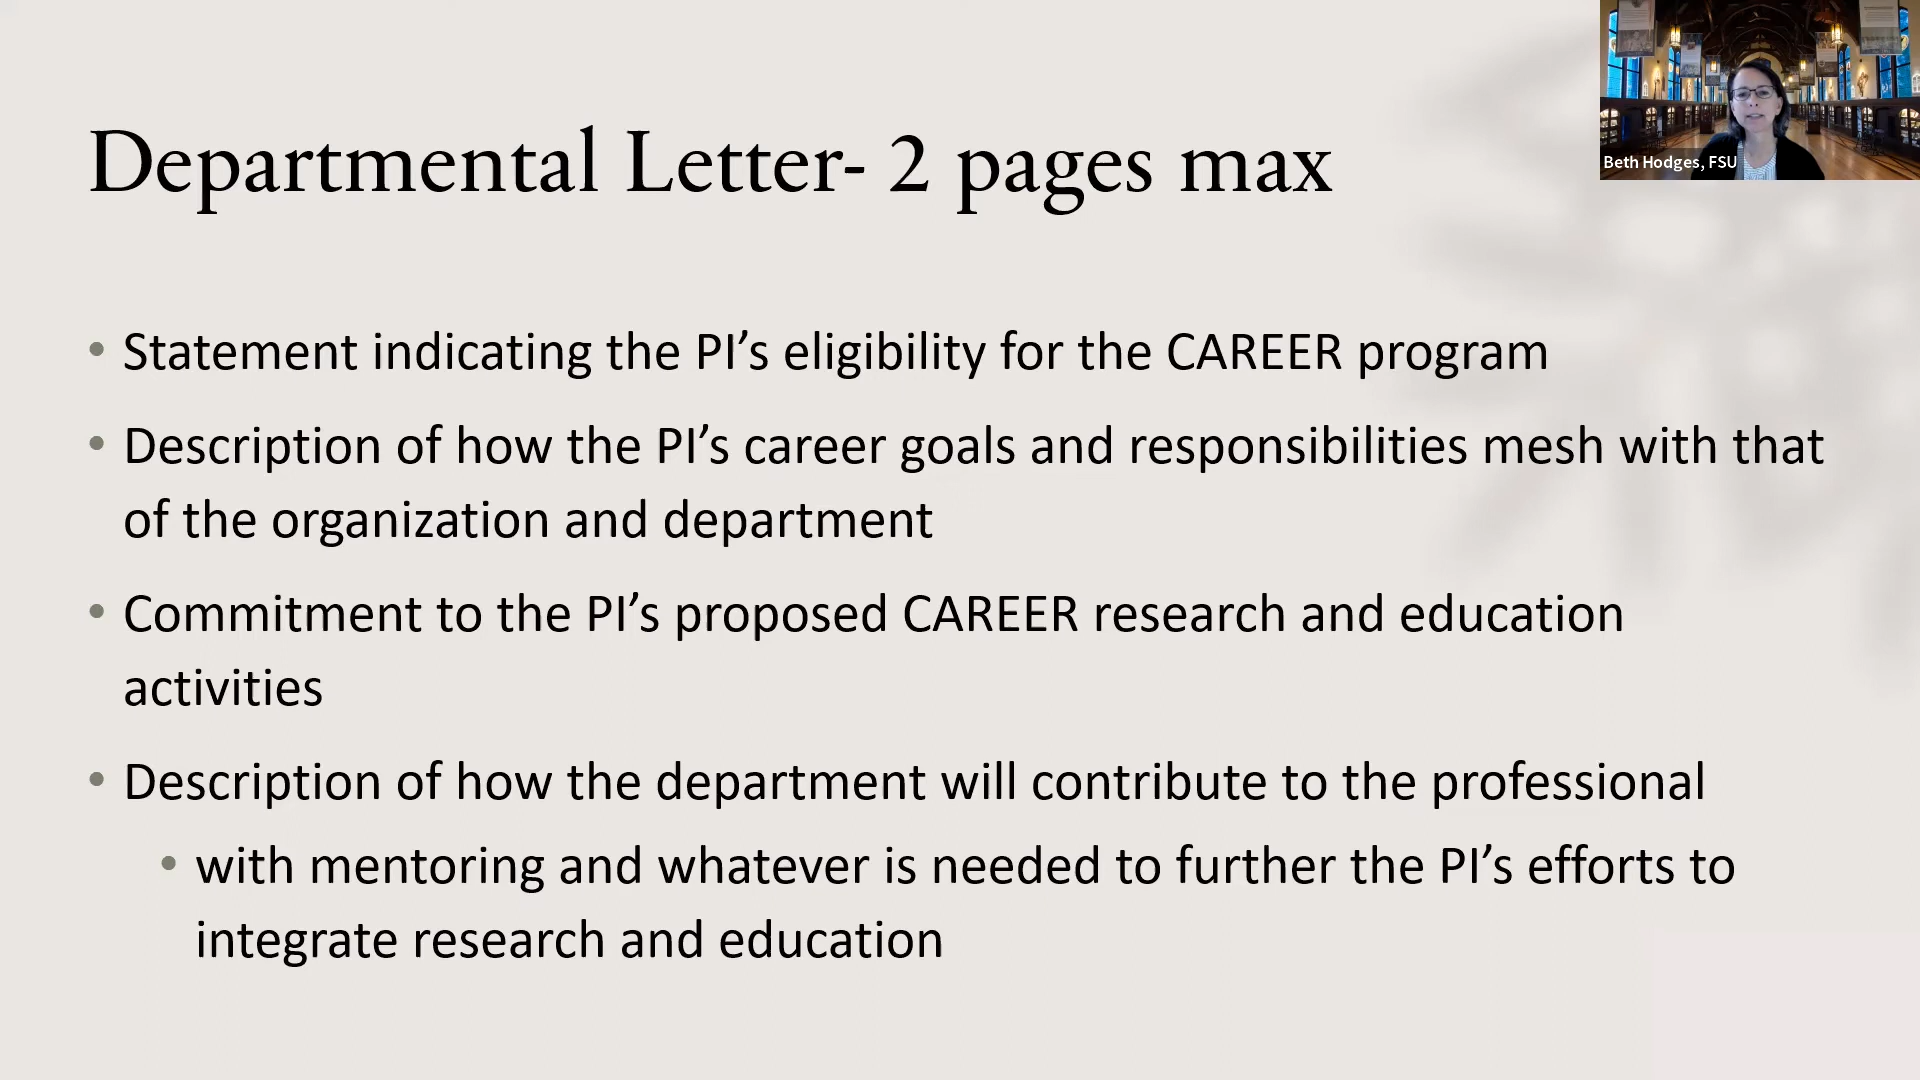 Departmental Letter- 2 pages max
Beth Hodges, FSU
• Statement indicating the PI’s eligibility for the CAREER program
• Description of how the PI’s career goals and responsibilities mesh with that
of the organization and department
• Commitment to the PI’s proposed CAREER research and education
activities
• Description of how the department will contribute to the professional
• with mentoring and whatever is needed to further the PI’s efforts to
integrate research and education